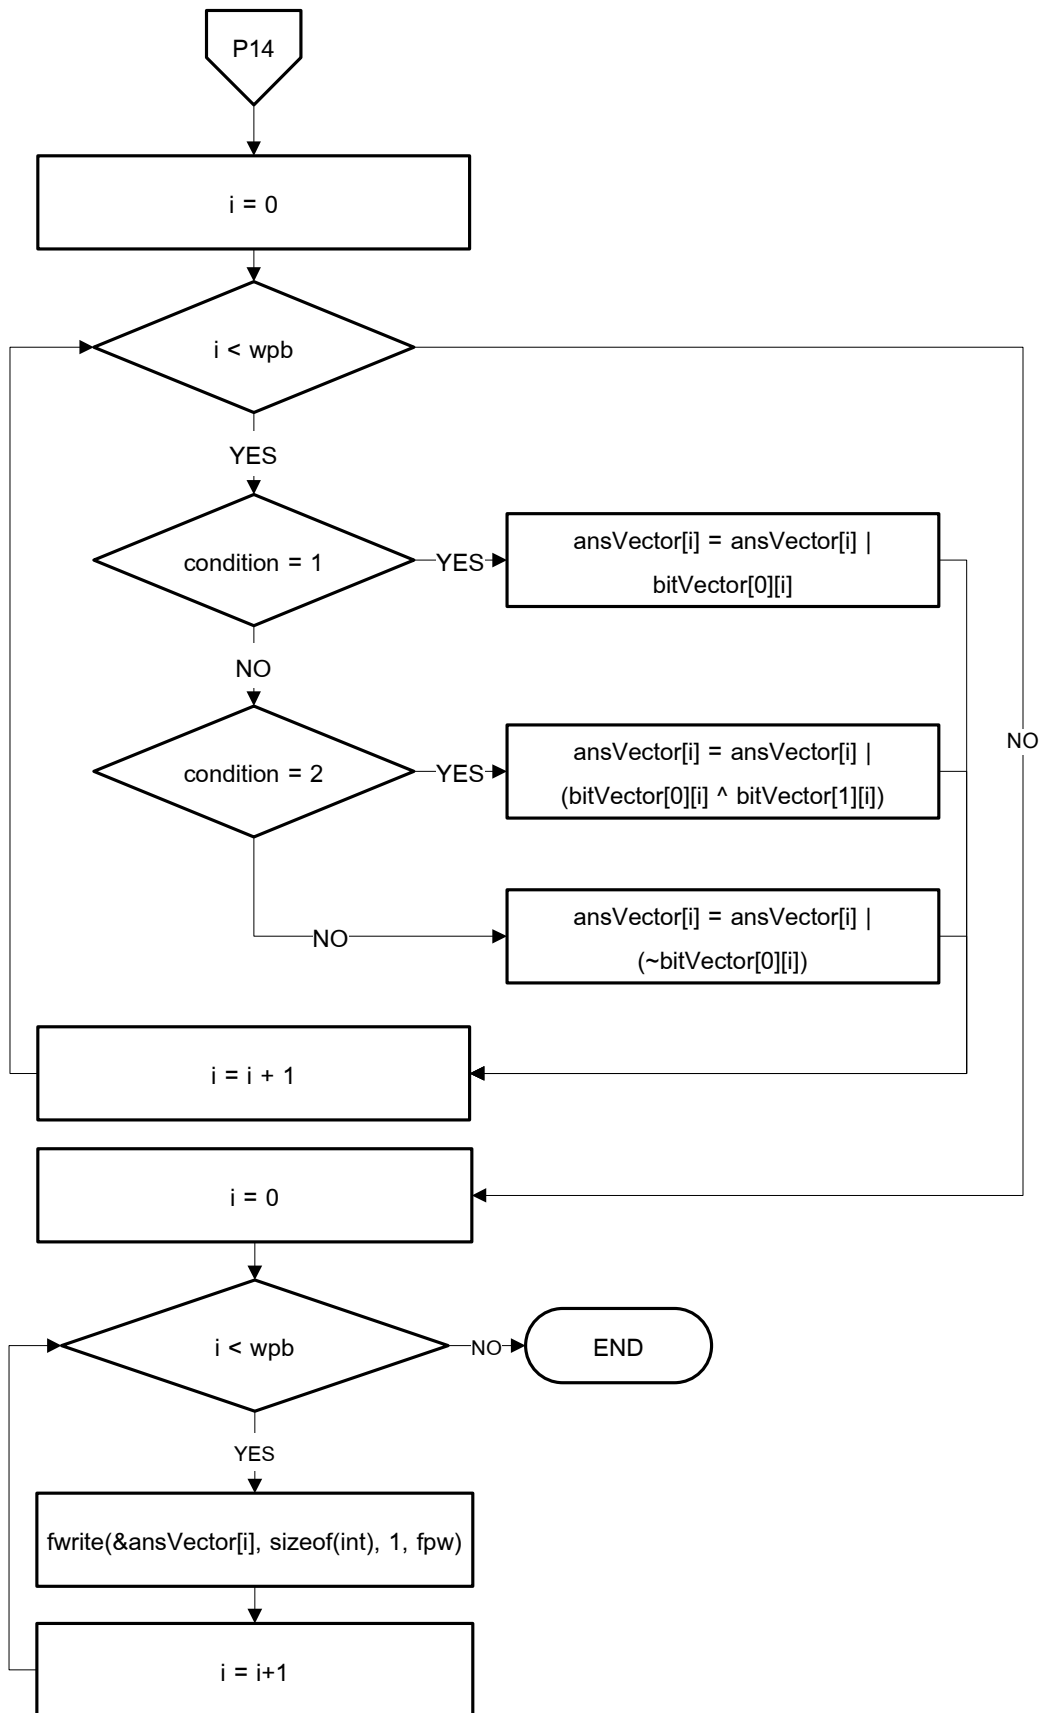 P14
i = 0
i < wpb
YES
condition = 1
YES
ansVector[i] = ansVector[i] |
bitVector[0][i]
NO
condition = 2
YES
ansVector[i] = ansVector[i] |
(bitVector[0][i] ^ bitVector[1][i])
NO
NO
ansVector[i] = ansVector[i] |
(~bitVector[0][i])
i = i + 1
i = 0
i < wpb
NO
END
YES
fwrite(&ansVector[i], sizeof(int), 1, fpw)
i = i+1